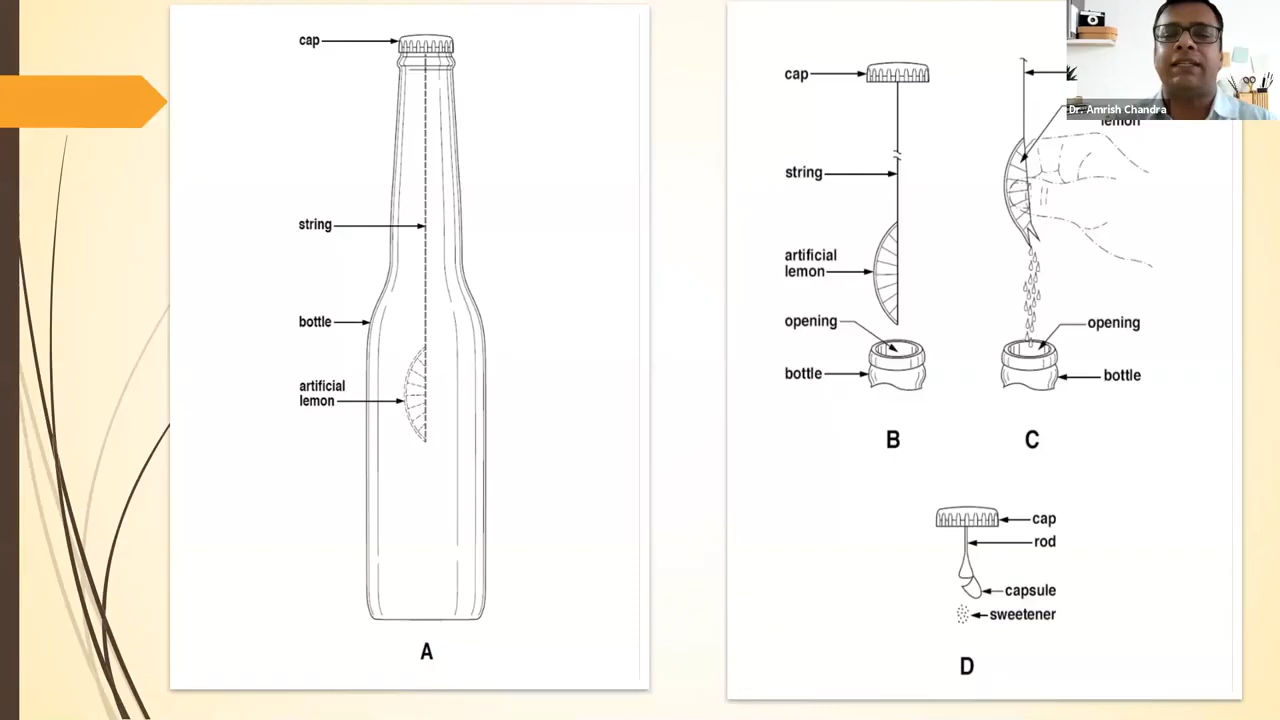 cap
string
bottle
artificial
lemon
A
cap
string
artificial
lemon
opening
bottle
B
Dr. Amrish Chandra
lemon
opening
bottle
C
cap
rod
capsule
sweetener
D